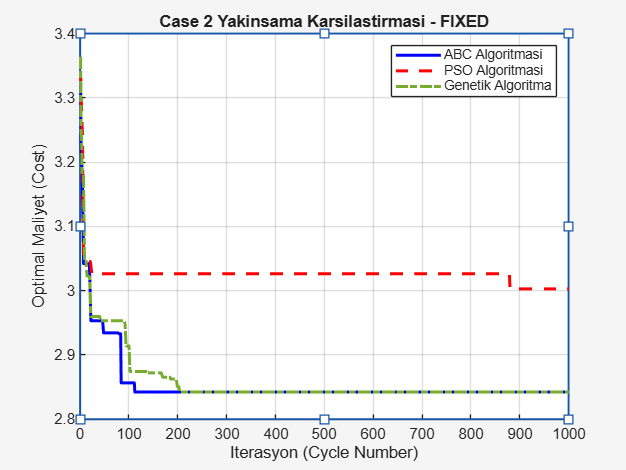 Case 2 Yakinsama Karsilastirmasi - FIXED
ABC Algoritmasi
PSO Algoritmasi
Genetik Algoritma
Optimal Maliyet (Cost)
3.4
3.3
3.2
3.1
3
2.9
2.8
0 100 200 300 400 500 600 700 800 900 1000
Iterasyon (Cycle Number)